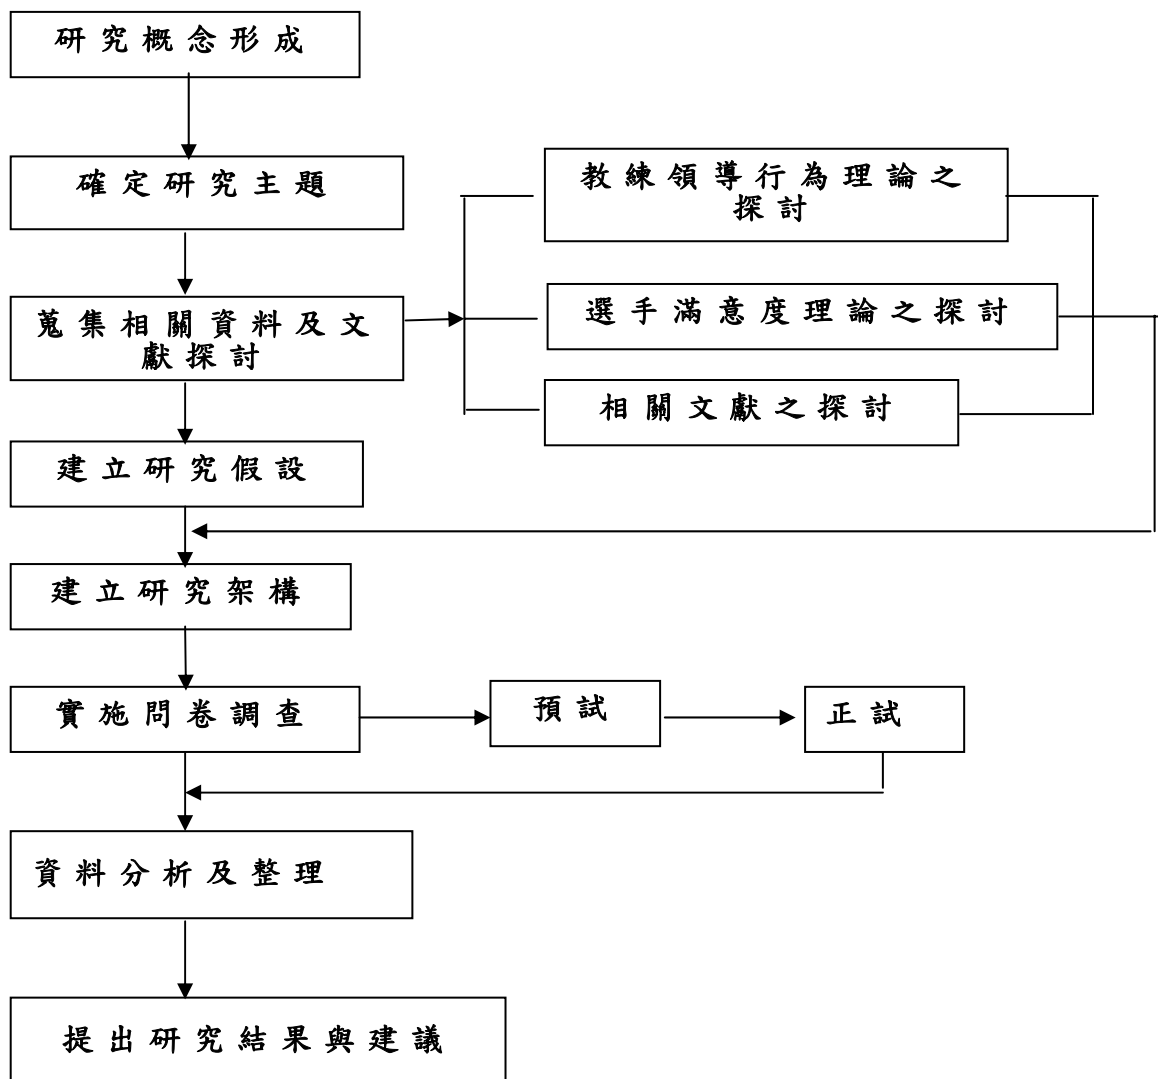 研究概念形成
確定研究主題
教練領導行為理論之
探討
蒐集相關資料及文
獻探討
選手滿意度理論之探討
相關文獻之探討
建立研究假設
建立研究架構
實施問卷調查
預試
正試
資料分析及整理
提出研究結果與建議